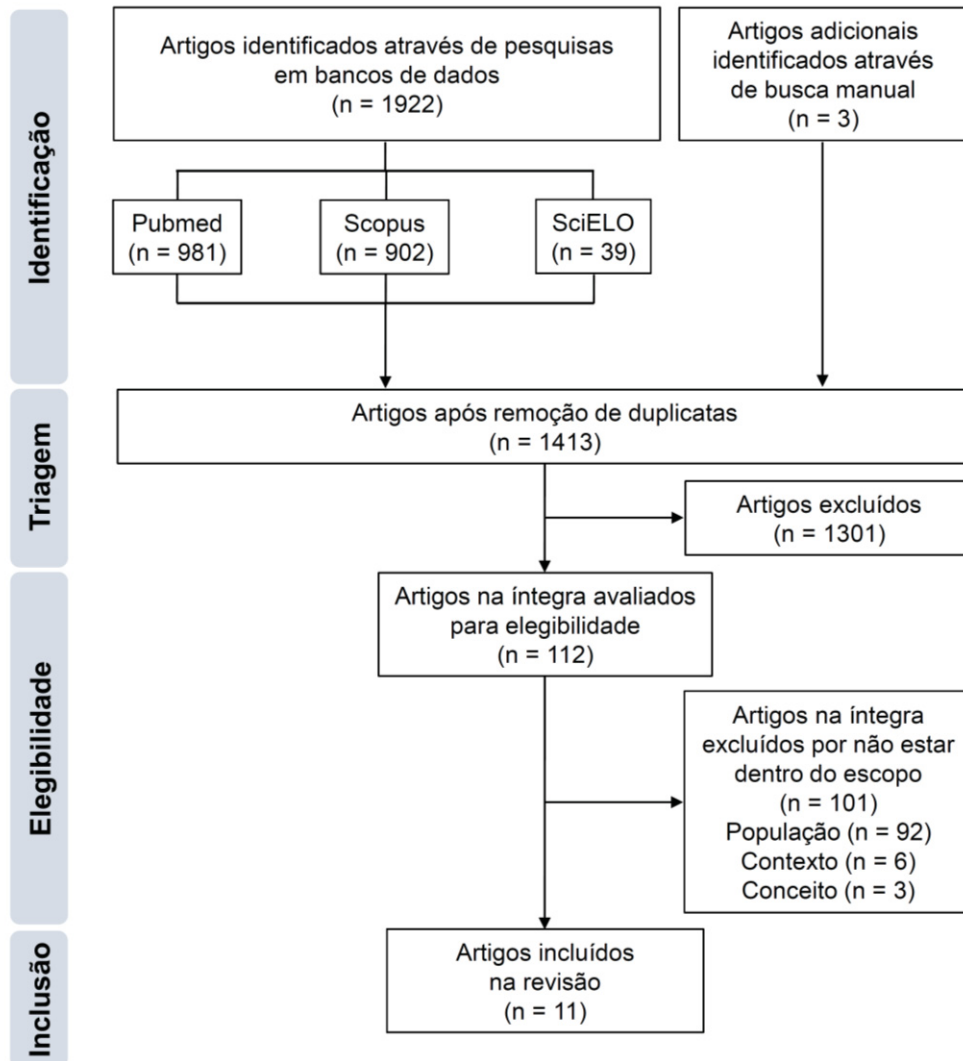 Identificação
Artigos identificados através de pesquisas
em bancos de dados
(n = 1922)
Artigos adicionais
identificados através
de busca manual
(n = 3)
Pubmed
(n = 981)
Scopus
(n = 902)
SciELO
(n = 39)
Triagem
Artigos após remoção de duplicatas
(n = 1413)
Artigos excluídos
(n = 1301)
Elegibilidade
Artigos na íntegra avaliados
para elegibilidade
(n = 112)
Artigos na íntegra
excluídos por não estar
dentro do escopo
(n = 101)
População (n = 92)
Contexto (n = 6)
Conceito (n = 3)
Inclusão
Artigos incluídos
na revisão
(n = 11)